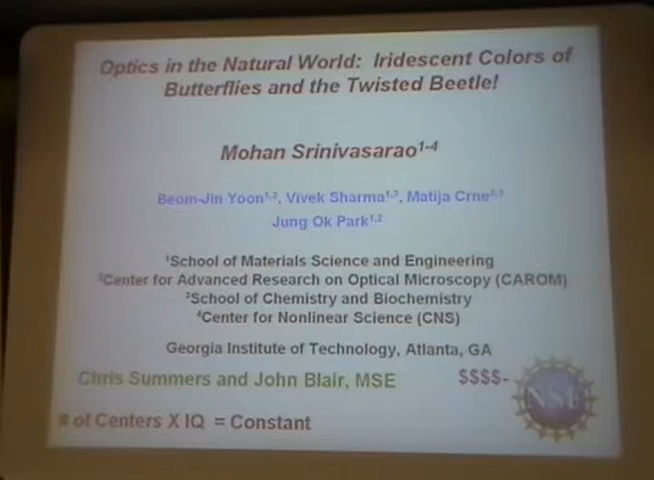 Optics in the Natural World: Iridescent Colors of
Butterflies and the Twisted Beetle!
Mohan Srinivasarao¹⁻⁴
Beom-Jin Yoon¹,², Vivek Sharma¹,², Matija Crne²,³
Jung Ok Park¹,²
¹School of Materials Science and Engineering
²Center for Advanced Research on Optical Microscopy (CAROM)
³School of Chemistry and Biochemistry
⁴Center for Nonlinear Science (CNS)
Georgia Institute of Technology, Atlanta, GA
Chris Summers and John Blair, MSE
$$$$-
NSF
# of Centers X IQ = Constant